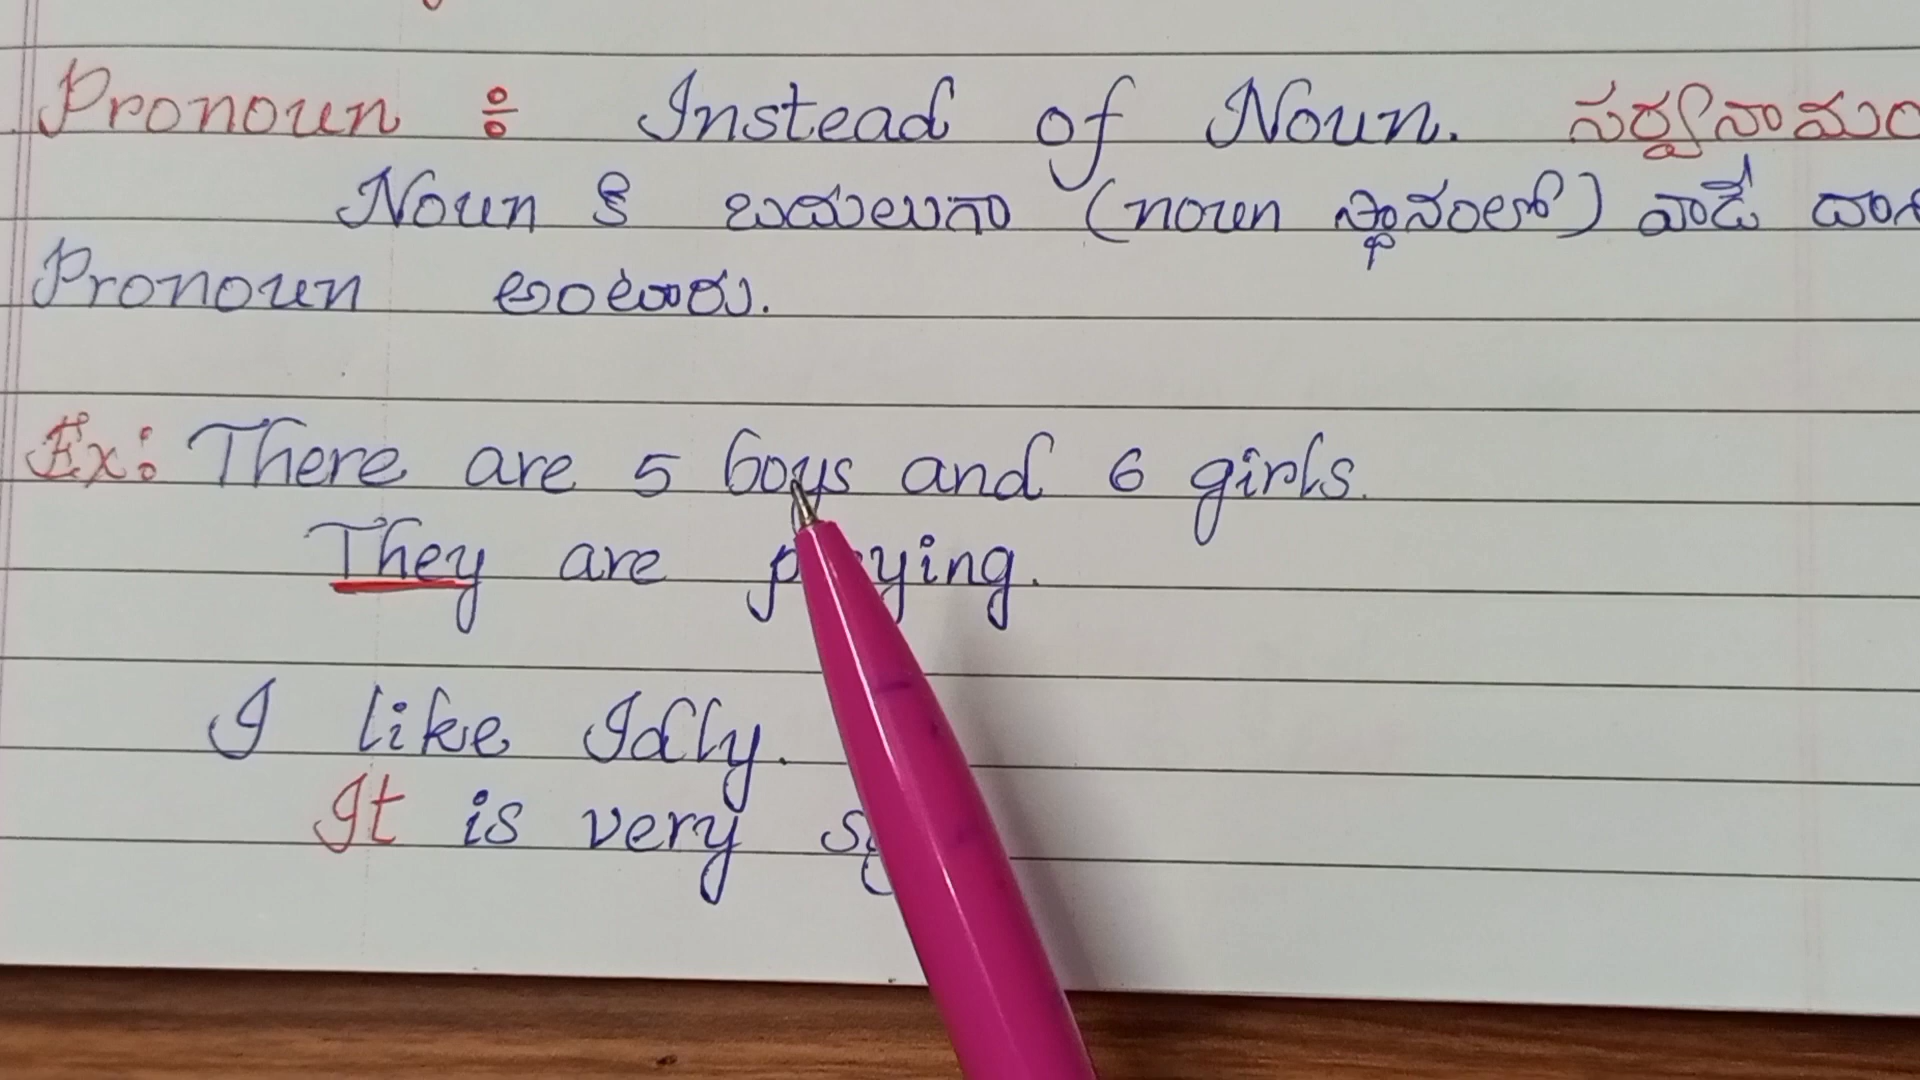 Pronoun : Instead of Noun. సర్వనామం
Noun కి బదులుగా (noun స్థానంలో) వాడే
Pronoun అంటారు.
Ex: There are 5 boys and 6 girls.
They are playing.
I like Idly.
It is very